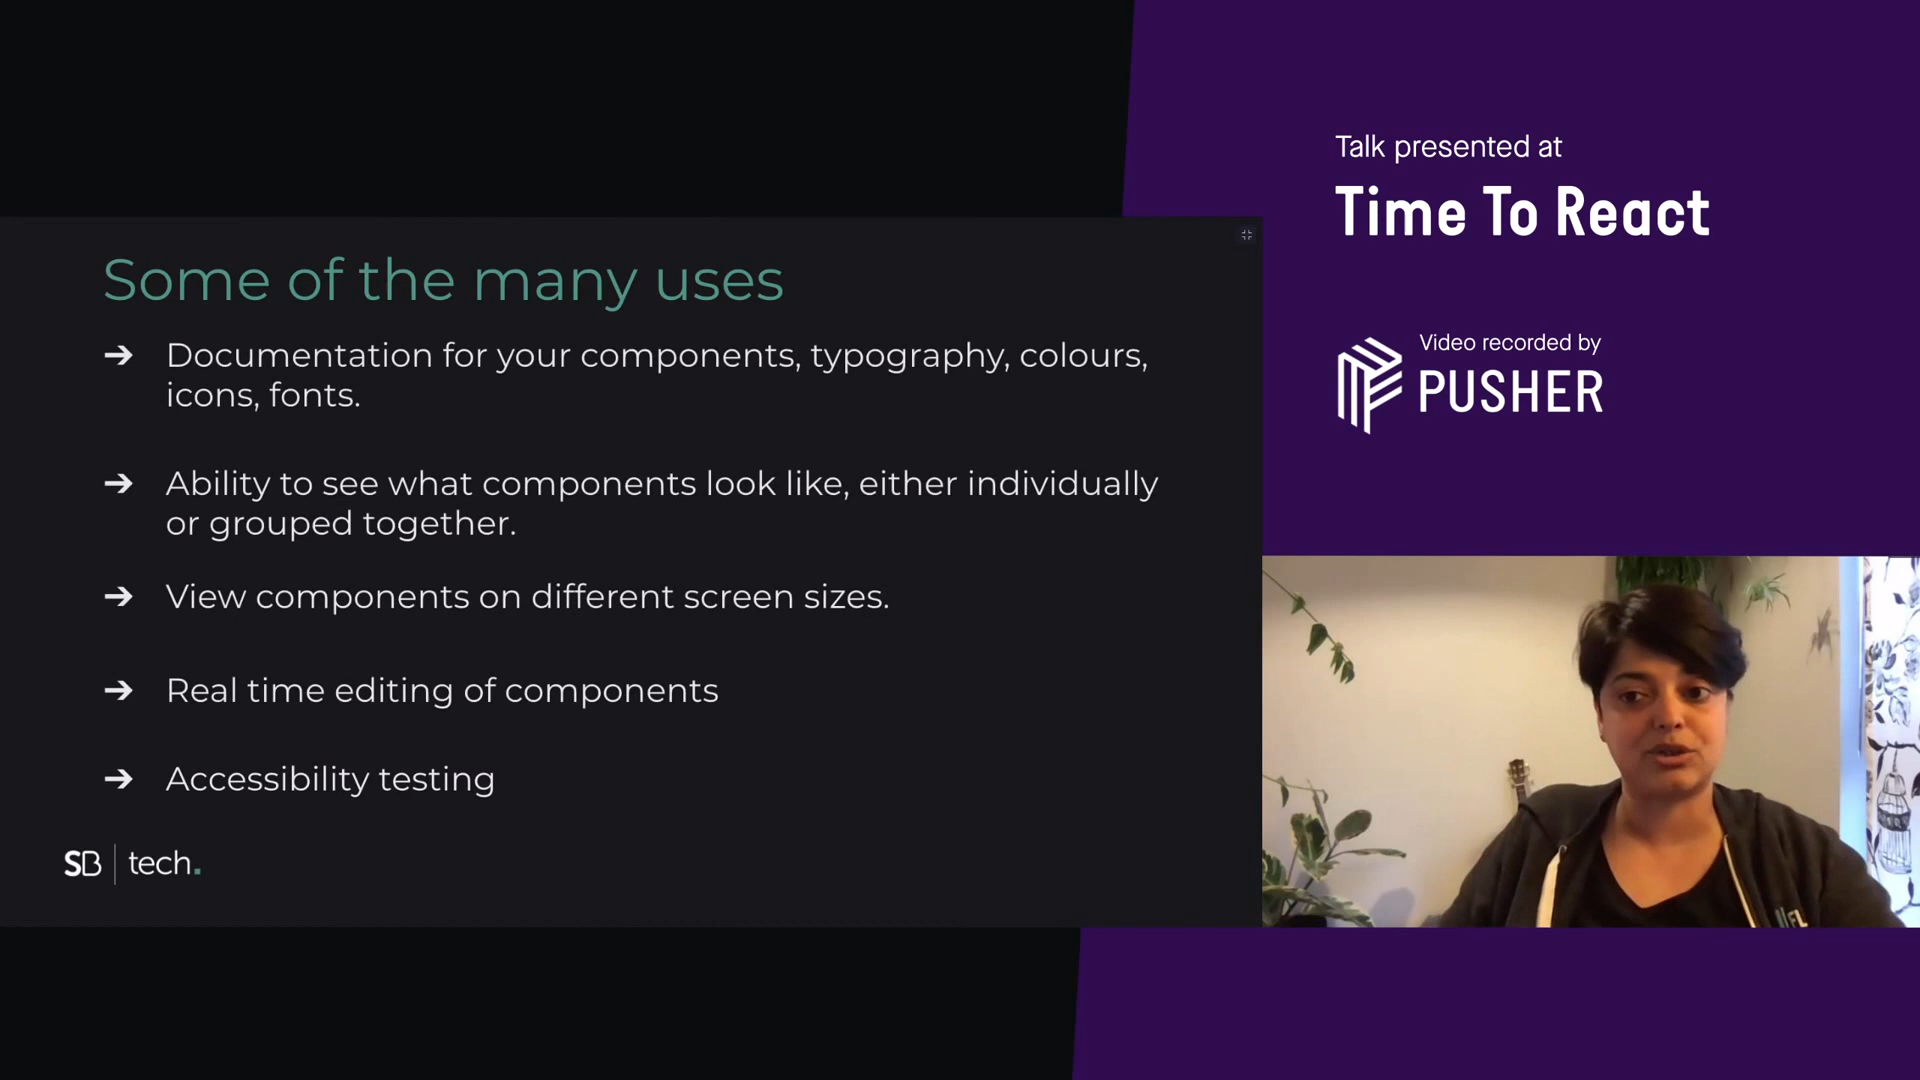 Talk presented at
Time To React
Video recorded by
PUSHER
Some of the many uses
➔ Documentation for your components, typography, colours,
icons, fonts.
➔ Ability to see what components look like, either individually
or grouped together.
➔ View components on different screen sizes.
➔ Real time editing of components
➔ Accessibility testing
SB | tech.